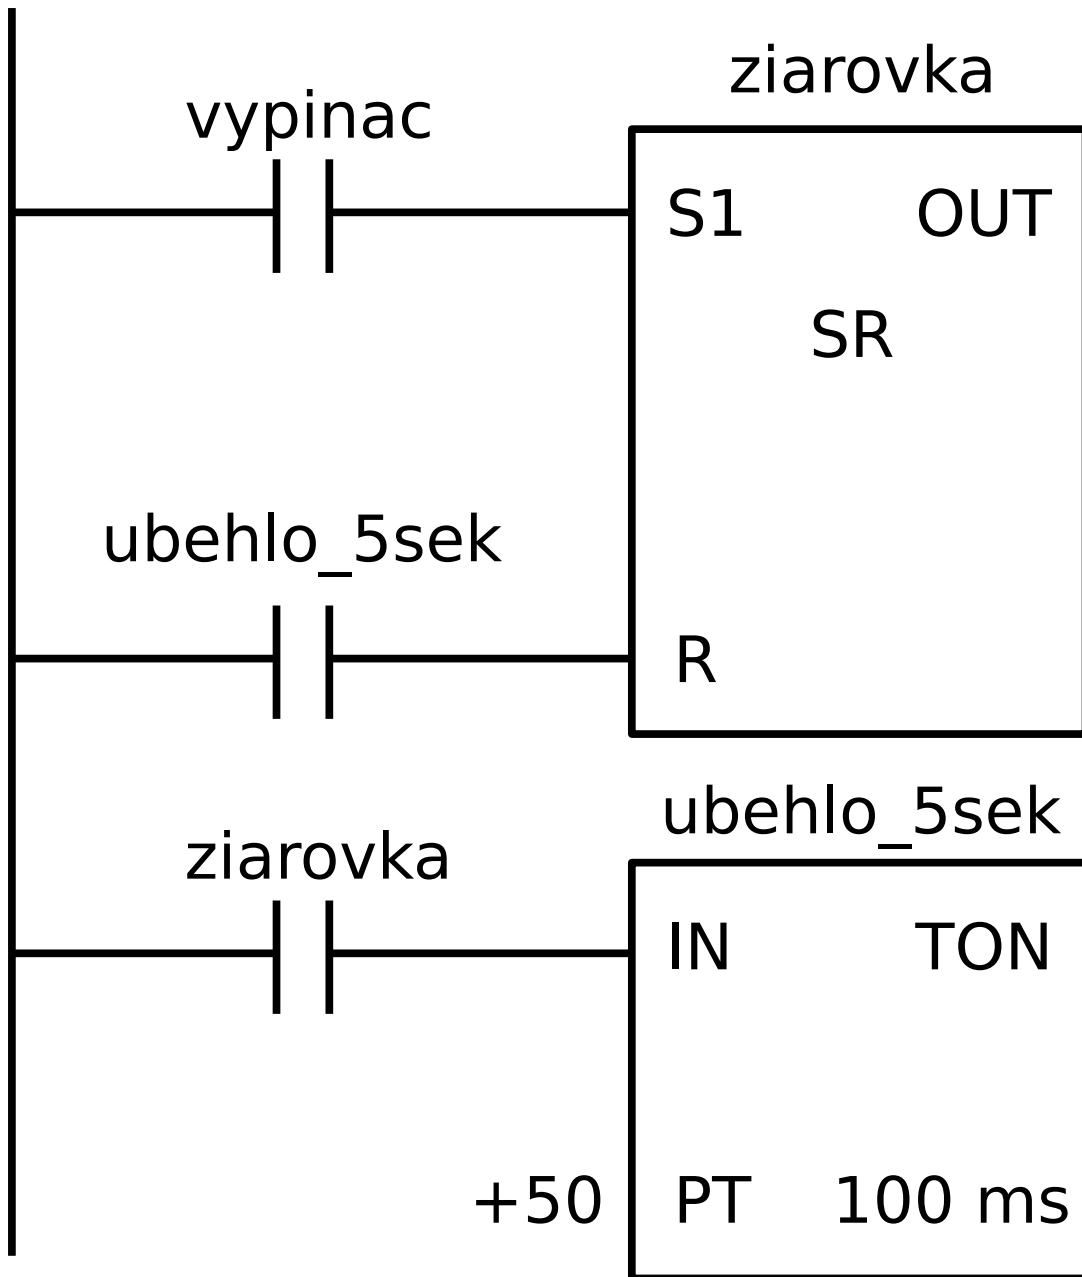 ziarovka
vypinac
S1 OUT
SR
ubehlo_5sek
R
ubehlo_5sek
ziarovka
IN TON
+50 PT 100 ms